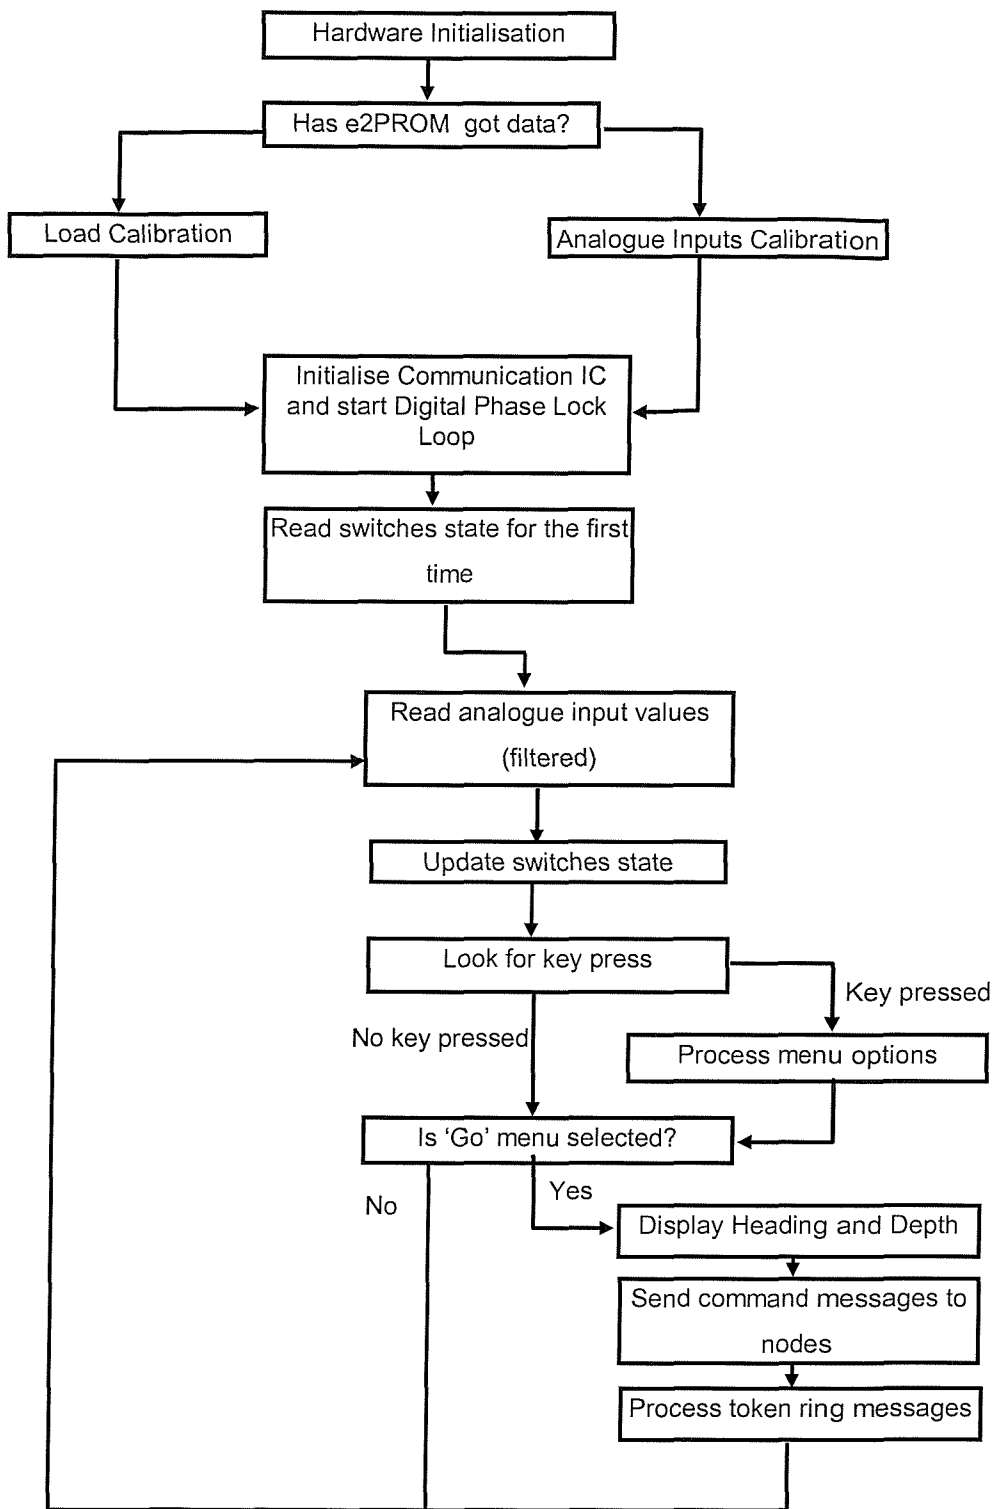 Hardware Initialisation
Has e2PROM got data?
Load Calibration
Analogue Inputs Calibration
Initialise Communication IC
and start Digital Phase Lock
Loop
Read switches state for the first
time
Read analogue input values
(filtered)
Update switches state
Look for key press
Key pressed
No key pressed
Process menu options
Is ‘Go’ menu selected?
Yes
No
Display Heading and Depth
Send command messages to
nodes
Process token ring messages